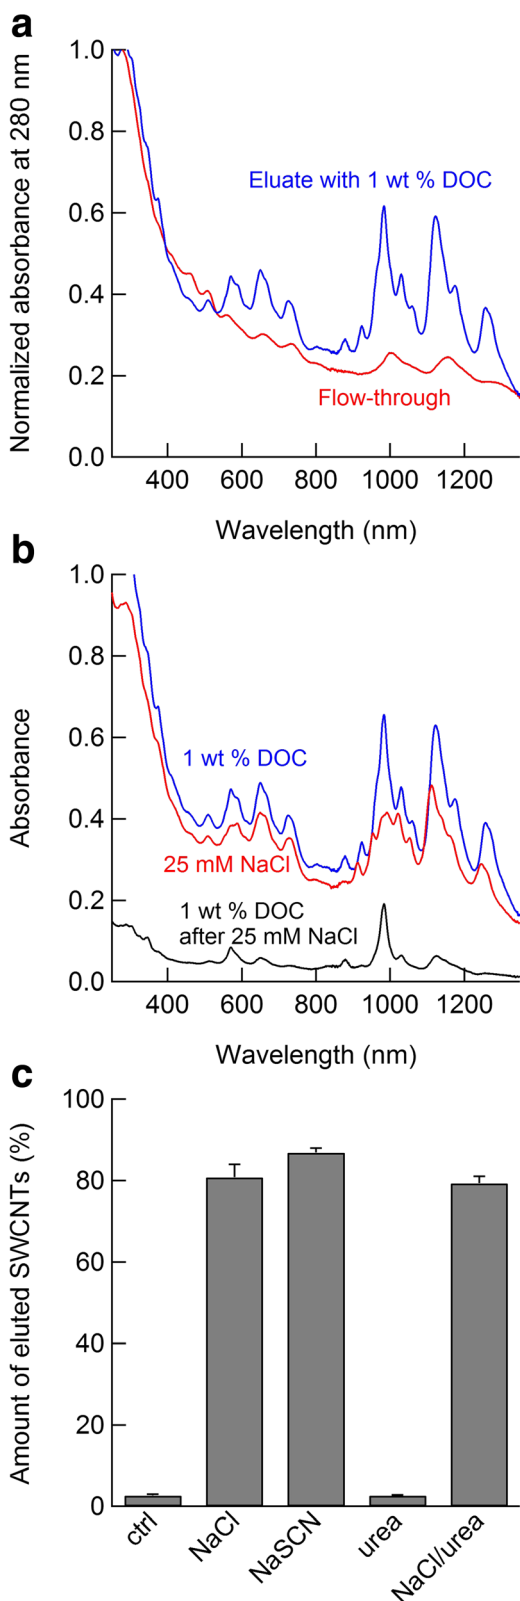 a
Normalized absorbance at 280 nm
1.0
0.8
0.6
0.4
0.2
0.0
Eluate with 1 wt % DOC
Flow-through
400 600 800 1000 1200
Wavelength (nm)
b
Absorbance
1.0
0.8
0.6
0.4
0.2
0.0
1 wt % DOC
25 mM NaCl
1 wt % DOC
after 25 mM NaCl
400 600 800 1000 1200
Wavelength (nm)
c
Amount of eluted SWCNTs (%)
100
80
60
40
20
0
ctrl
NaCl
NaSCN
urea
NaCl/urea